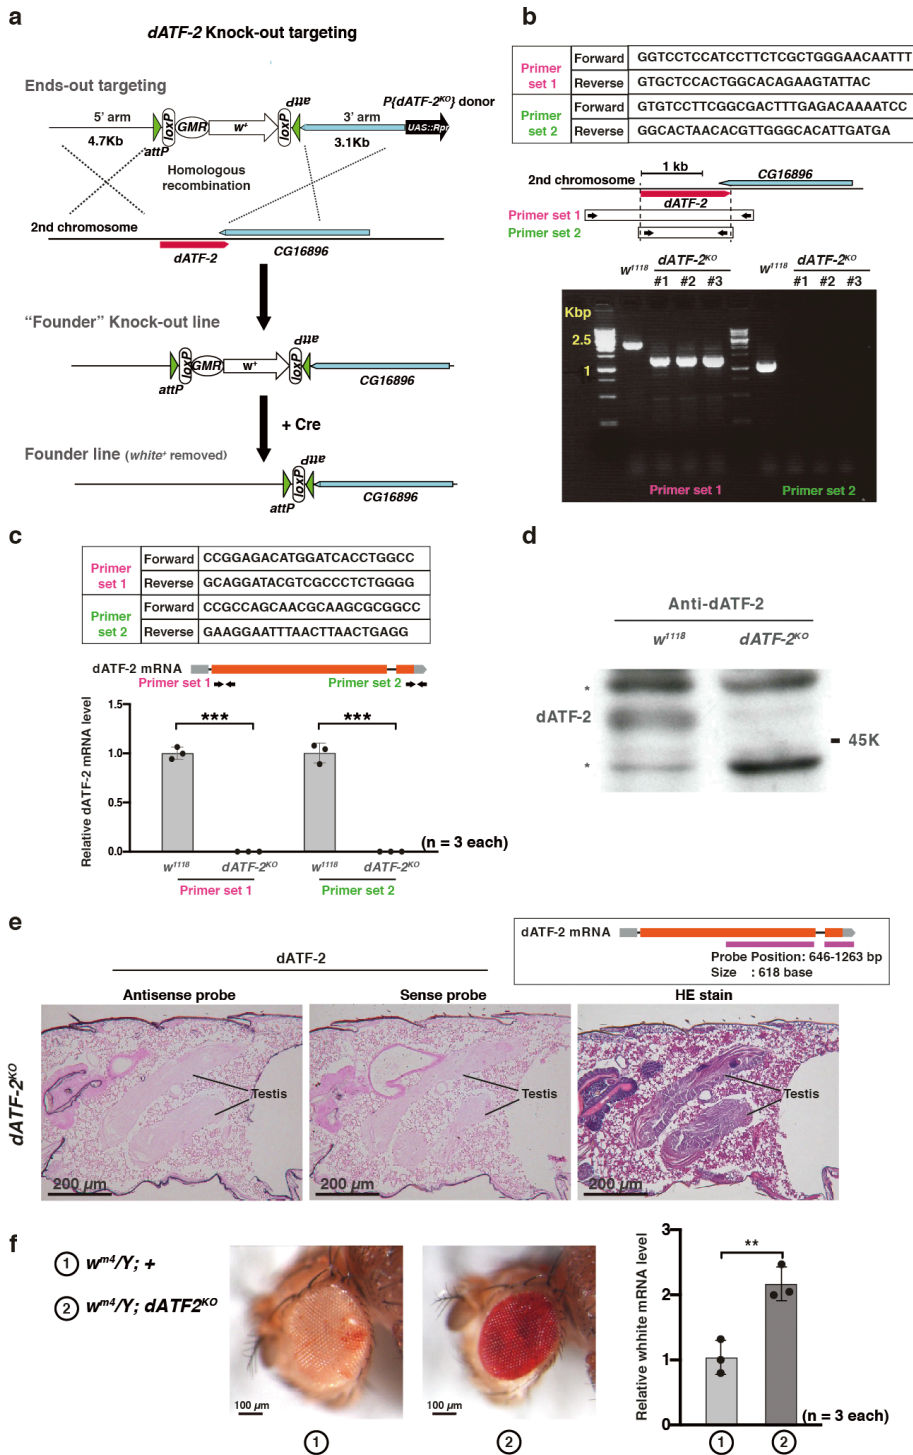 a
dATF-2 Knock-out targeting
Ends-out targeting
P{dATF-2KO} donor
5' arm
loxP
GMR
w+
loxP
attP
3' arm
UAS::Rpr
4.7Kb
attP
3.1Kb
Homologous
recombination
2nd chromosome
dATF-2
CG16896
"Founder" Knock-out line
attP
loxP
GMR
w+
loxP
attP
CG16896
+ Cre
Founder line (white+ removed)
attP
loxP
attP
CG16896
b
Primer set 1
Forward
GGTCCTCCATCCTTCTCGCTGGGAACAATTT
Reverse
GTGCTCCACTGGCACAGAAGTATTAC
Primer set 2
Forward
GTGTCCTTCGGCGACTTTGAGACAAAATCC
Reverse
GGCACTAACACGTTGGGCACATTGATGA
1 kb
2nd chromosome
CG16896
dATF-2
Primer set 1
Primer set 2
w1118
dATF-2KO
#1 #2 #3
w1118
dATF-2KO
#1 #2 #3
Kbp
2.5
1
Primer set 1
Primer set 2
c
Primer set 1
Forward
CCGGAGACATGGATCACCTGGCC
Reverse
GCAGGATACGTCGCCCTCTGGGG
Primer set 2
Forward
CCGCCAGCAACGCAAGCGCGGCC
Reverse
GAAGGAATTTAACTTAACTGAGG
dATF-2 mRNA
Primer set 1
Primer set 2
Relative dATF-2 mRNA level
1.5
1.0
0.5
0.0
***
***
(n = 3 each)
w1118
dATF-2KO
w1118
dATF-2KO
Primer set 1
Primer set 2
d
Anti-dATF-2
w1118
dATF-2KO
*
dATF-2
45K
*
e
dATF-2 mRNA
Probe Position: 646-1263 bp
Size : 618 base
dATF-2
Antisense probe
Sense probe
HE stain
dATF-2KO
Testis
Testis
Testis
200 µm
200 µm
200 µm
f
1 wm4/Y; +
2 wm4/Y; dATF2KO
100 µm
100 µm
1
2
Relative whhite mRNA level
3
2
1
0
**
(n = 3 each)
1
2